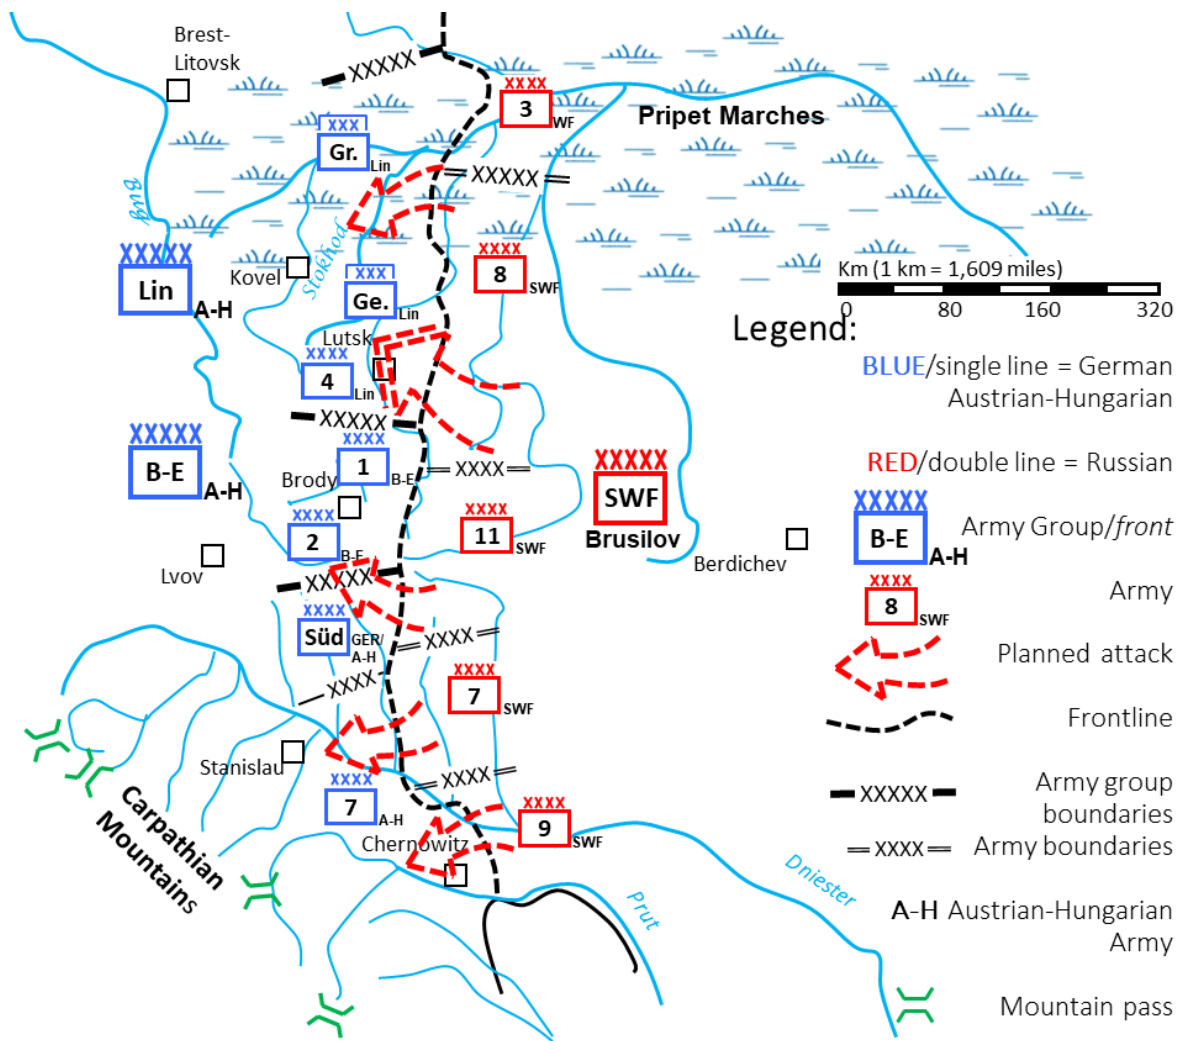 Brest-
Litovsk
XXXXX
XXXX
3
WF
Pripet Marches
XXX
Gr.
Lin
XXXXX
Bug
Stokhod
XXXXX
Lin
A-H
Kovel
XXX
Ge.
Lin
XXXX
8
SWF
Km (1 km = 1,609 miles)
0 80 160 320
Legend:
Lutsk
XXXX
4
Lin
XXXXX
BLUE/single line = German
Austrian-Hungarian
XXXXX
B-E
A-H
XXXX
1
B-E
Brody
XXXX
XXXXX
SWF
Brusilov
RED/double line = Russian
XXXXX
B-E
A-H
Army Group/front
XXXX
2
B-E
XXXX
11
SWF
Lvov
Berdichev
XXXXX
XXXX
8
SWF
Army
XXXX
Süd
GER/
A-H
XXXX
Planned attack
XXXX
XXXX
7
SWF
Frontline
Stanislau
XXXX
7
A-H
XXXX
XXXX
9
SWF
XXXXX
Army group
boundaries
XXXX
Army boundaries
Carpathian
Mountains
Chernowitz
Dniester
Prut
A-H Austrian-Hungarian
Army
Mountain pass